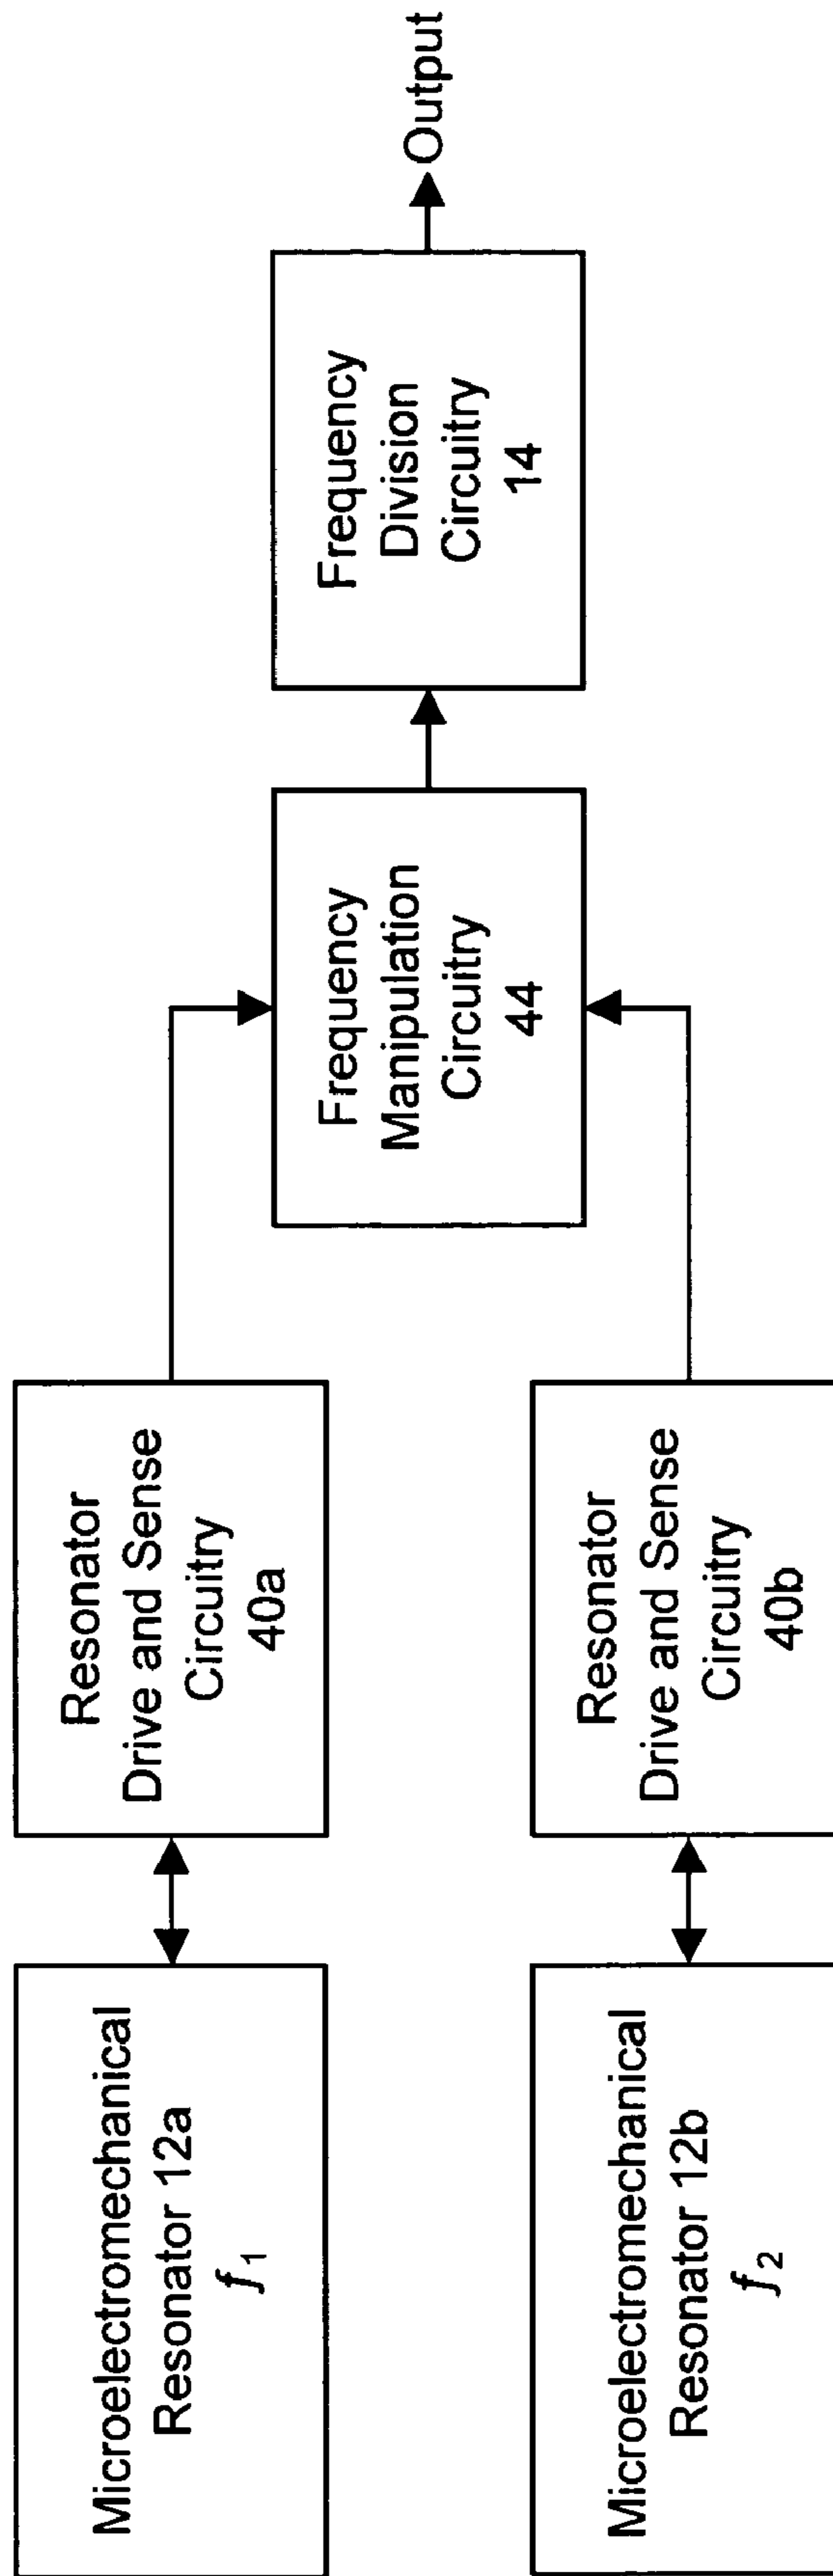 Microelectromechanical
Resonator 12a
f1
Resonator
Drive and Sense
Circuitry
40a
Microelectromechanical
Resonator 12b
f2
Resonator
Drive and Sense
Circuitry
40b
Frequency
Manipulation
Circuitry
44
Frequency
Division
Circuitry
14
Output